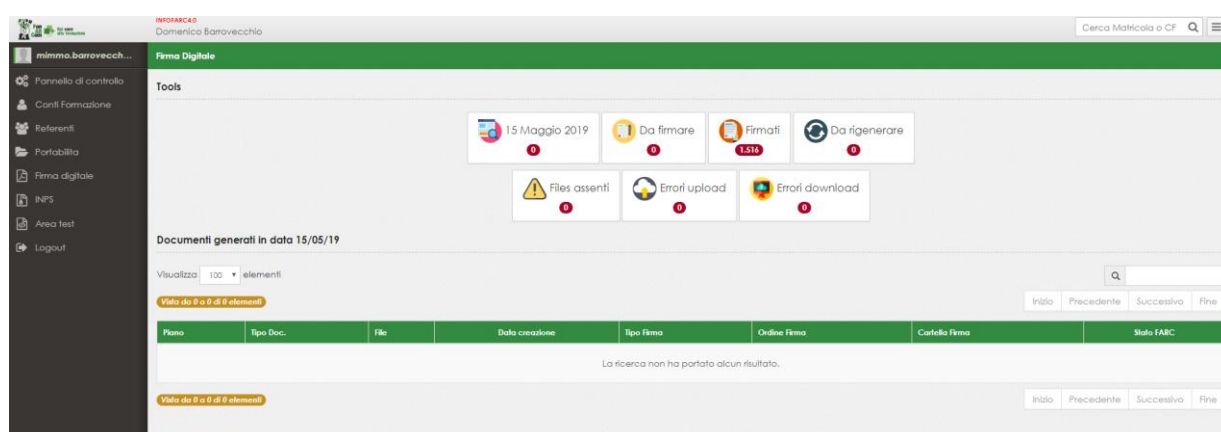 INFOFARC4.0
Domenico Barrovecchio
Cerca Matricola o CF
mimmo.barrovecch...
Firma Digitale
Pannello di controllo
Conti Formazione
Referenti
Portabilita
Firma digitale
INPS
Area test
Logout
Tools
15 Maggio 2019
0
Da firmare
0
Firmati
1.516
Da rigenerare
0
Files assenti
0
Errori upload
0
Errori download
0
Documenti generati in data 15/05/19
Visualizza 100 elementi
Vista da 0 a 0 di 0 elementi
Inizio Precedente Successivo Fine
Piano Tipo Doc. File Data creazione Tipo Firma Ordine Firma Cartella Firma Stato FARC
La ricerca non ha portato alcun risultato.
Vista da 0 a 0 di 0 elementi
Inizio Precedente Successivo Fine